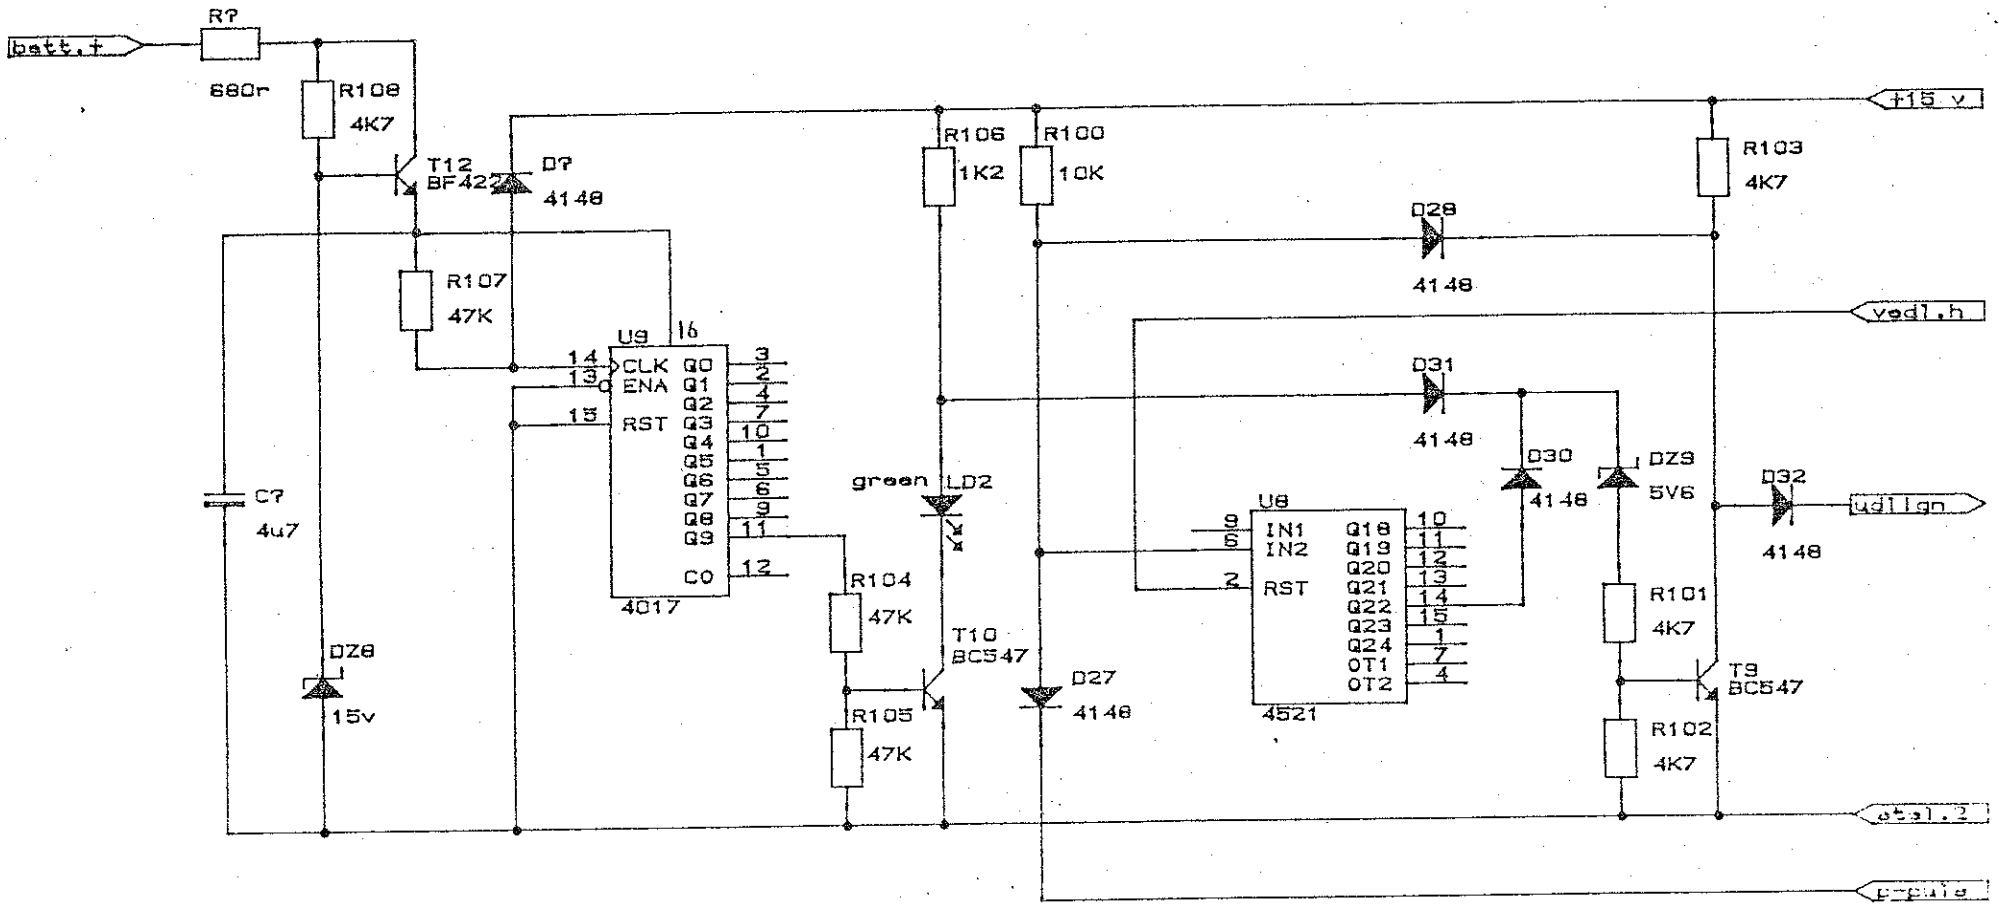 R?
batt.+
680r
R108
4K7
+15 v
R106
1K2
R100
10K
R103
4K7
T12
BF422
D?
4148
D28
4148
R107
47K
vedl.h
U9
16
14
CLK
Q0
3
13
ENA
Q1
2
Q2
4
15
RST
Q3
7
Q4
10
Q5
1
Q6
5
Q7
6
Q8
9
Q9
11
CO
12
4017
D31
4148
D30
4148
DZ9
5V6
D32
4148
udlign
C?
4u7
green
LD2
U8
9
IN1
Q18
10
6
IN2
Q19
11
Q20
12
Q21
13
2
RST
Q22
14
Q23
15
Q24
1
OT1
7
OT2
4
4521
R104
47K
R101
4K7
T10
BC547
DZ8
15v
D27
4148
T9
BC547
R105
47K
R102
4K7